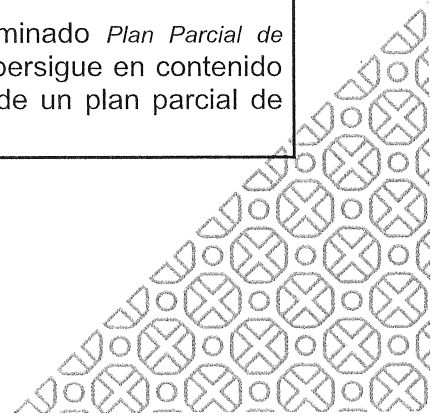 minado Plan Parcial de
persigue en contenido
de un plan parcial de